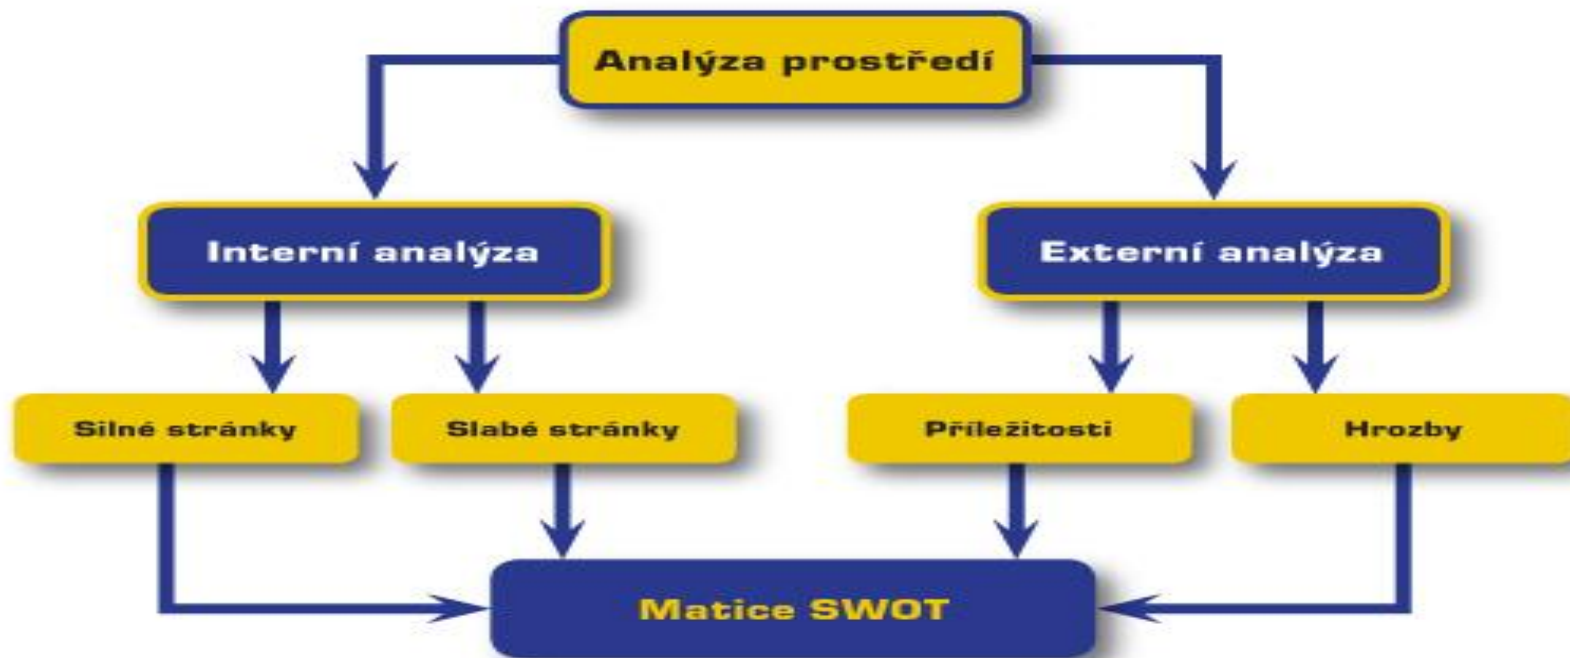 Analýza prostředí
Interní analýza
Externí analýza
Silné stránky
Slabé stránky
Příležitosti
Hrozby
Matice SWOT